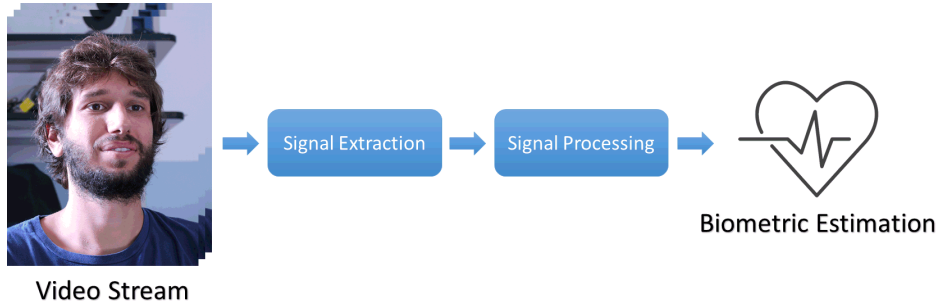 Signal Extraction
Signal Processing
Biometric Estimation
Video Stream